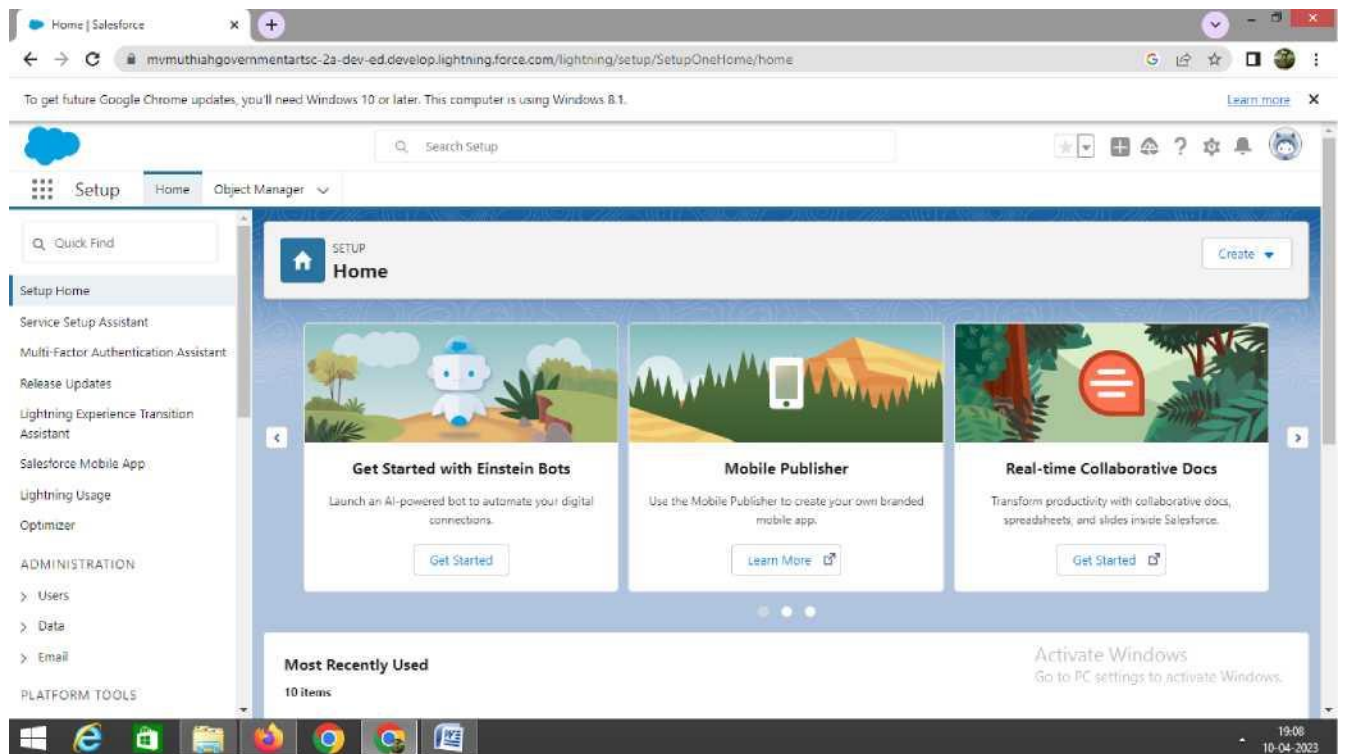 Home | Salesforce
mvmuthiahgovernmentartsc-2a-dev-ed.develop.lightning.force.com/lightning/setup/SetupOneHome/home
To get future Google Chrome updates, you'll need Windows 10 or later. This computer is using Windows 8.1.
Learn more
Search Setup
Setup
Home
Object Manager
Quick Find
Setup Home
Service Setup Assistant
Multi-Factor Authentication Assistant
Release Updates
Lightning Experience Transition
Assistant
Salesforce Mobile App
Lightning Usage
Optimizer
ADMINISTRATION
Users
Data
Email
PLATFORM TOOLS
SETUP
Home
Create
Get Started with Einstein Bots
Launch an AI-powered bot to automate your digital
connections.
Get Started
Mobile Publisher
Use the Mobile Publisher to create your own branded
mobile app.
Learn More
Real-time Collaborative Docs
Transform productivity with collaborative docs,
spreadsheets, and slides inside Salesforce.
Get Started
Most Recently Used
10 items
Activate Windows
Go to PC settings to activate Windows.
19:08
10-04-2023